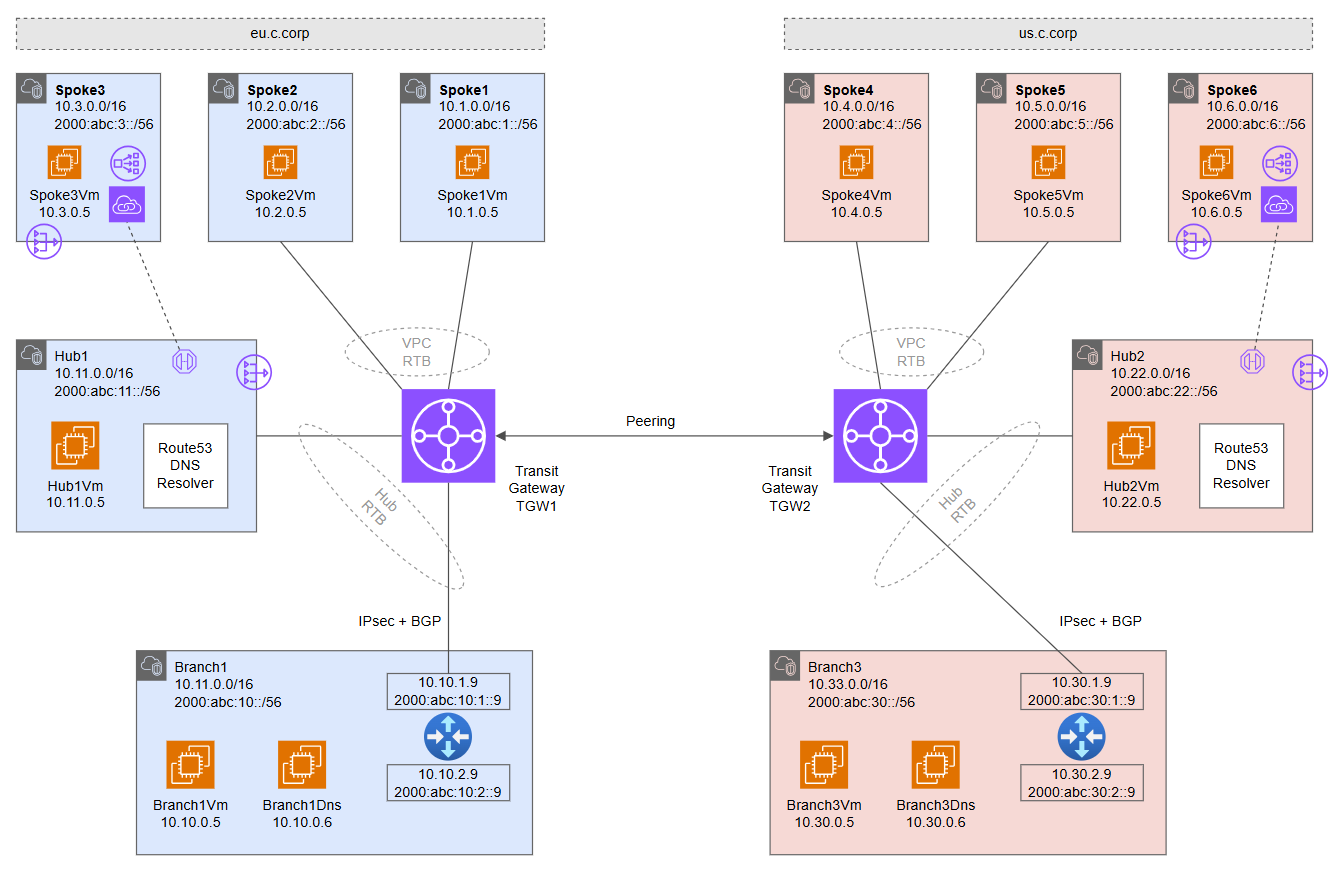 eu.c.corp
us.c.corp
Spoke3
10.3.0.0/16
2000:abc:3::/56
Spoke3Vm
10.3.0.5
Spoke2
10.2.0.0/16
2000:abc:2::/56
Spoke2Vm
10.2.0.5
Spoke1
10.1.0.0/16
2000:abc:1::/56
Spoke1Vm
10.1.0.5
Spoke4
10.4.0.0/16
2000:abc:4::/56
Spoke4Vm
10.4.0.5
Spoke5
10.5.0.0/16
2000:abc:5::/56
Spoke5Vm
10.5.0.5
Spoke6
10.6.0.0/16
2000:abc:6::/56
Spoke6Vm
10.6.0.5
VPC
RTB
VPC
RTB
Hub1
10.11.0.0/16
2000:abc:11::/56
Hub1Vm
10.11.0.5
Route53
DNS
Resolver
Hub
RTB
Transit
Gateway
TGW1
Peering
Transit
Gateway
TGW2
Hub
RTB
Hub2
10.22.0.0/16
2000:abc:22::/56
Hub2Vm
10.22.0.5
Route53
DNS
Resolver
IPsec + BGP
IPsec + BGP
Branch1
10.11.0.0/16
2000:abc:10::/56
Branch1Vm
10.10.0.5
Branch1Dns
10.10.0.6
10.10.1.9
2000:abc:10:1::9
10.10.2.9
2000:abc:10:2::9
Branch3
10.33.0.0/16
2000:abc:30::/56
Branch3Vm
10.30.0.5
Branch3Dns
10.30.0.6
10.30.1.9
2000:abc:30:1::9
10.30.2.9
2000:abc:30:2::9